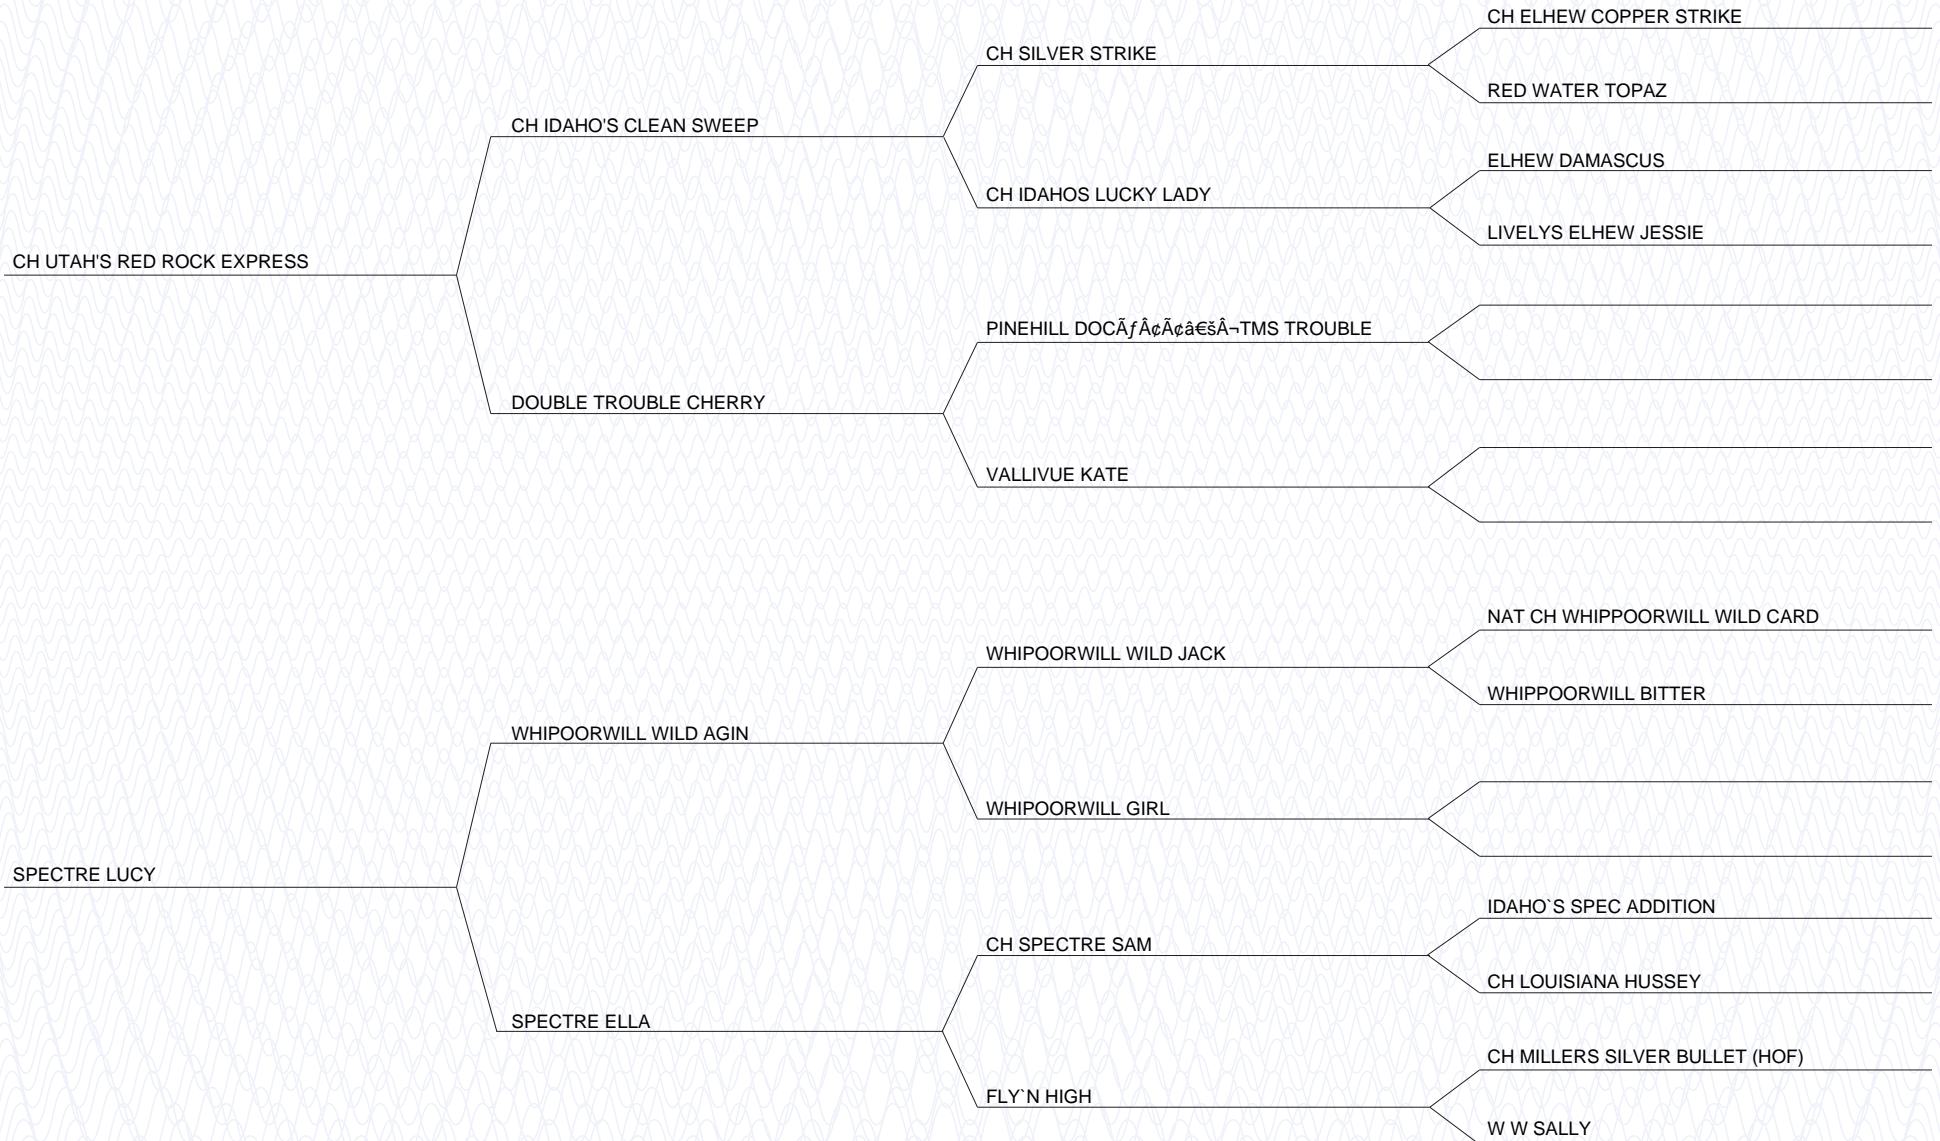 CH ELHEW COPPER STRIKE
CH SILVER STRIKE
RED WATER TOPAZ
CH IDAHO'S CLEAN SWEEP
ELHEW DAMASCUS
CH IDAHOS LUCKY LADY
LIVELYS ELHEW JESSIE
CH UTAH'S RED ROCK EXPRESS
PINEHILL DOCÃƒÂ¢Ã¢â€šÂ¬TMS TROUBLE
DOUBLE TROUBLE CHERRY
VALLIVUE KATE
NAT CH WHIPPOORWILL WILD CARD
WHIPOORWILL WILD JACK
WHIPPOORWILL BITTER
WHIPOORWILL WILD AGIN
WHIPOORWILL GIRL
SPECTRE LUCY
IDAHO`S SPEC ADDITION
CH SPECTRE SAM
CH LOUISIANA HUSSEY
SPECTRE ELLA
CH MILLERS SILVER BULLET (HOF)
FLY`N HIGH
W W SALLY